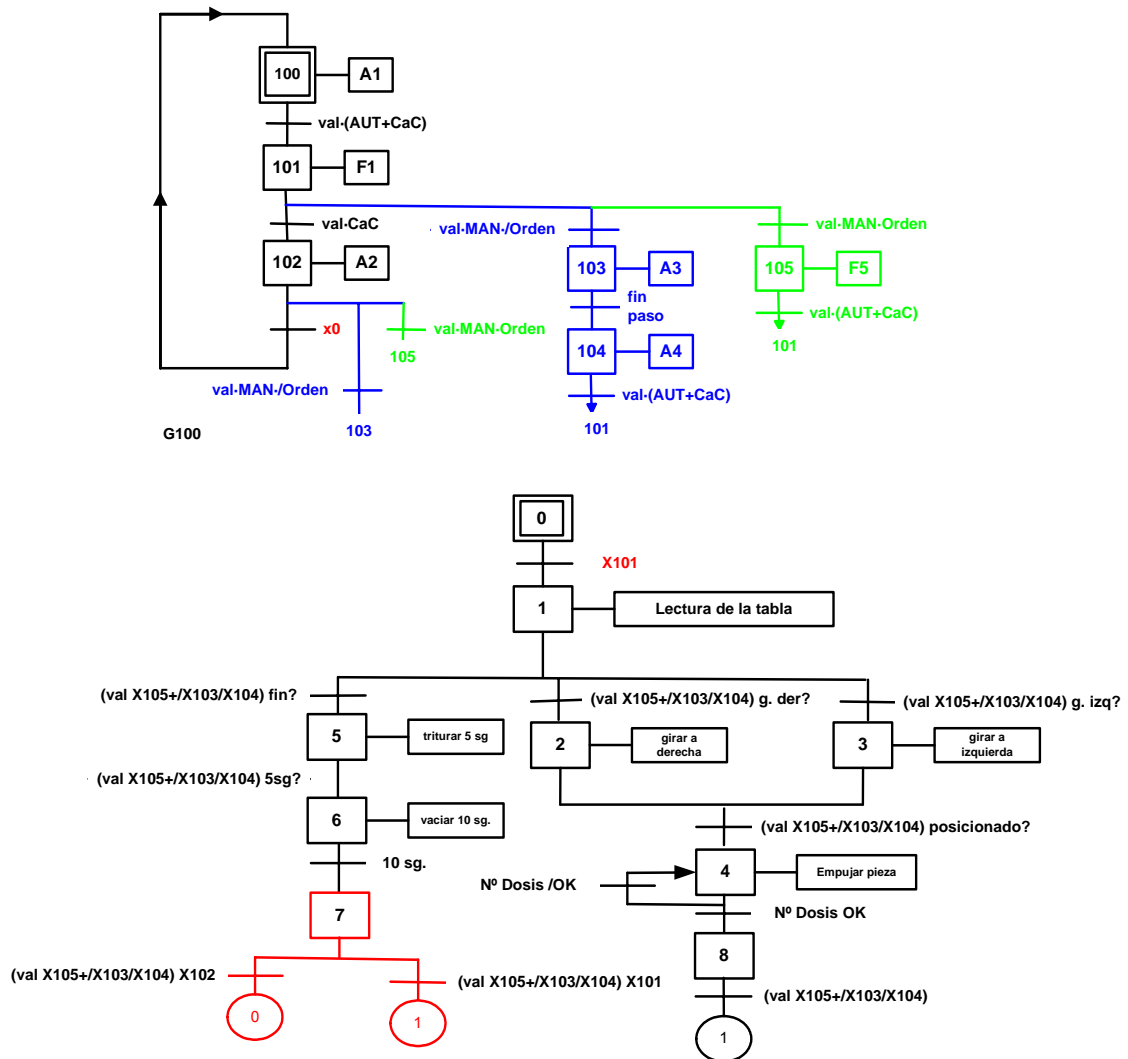 100
A1
val·(AUT+CaC)
101
F1
val·CaC
val·MAN·/Orden
val·MAN·Orden
102
A2
103
A3
105
F5
fin
paso
val·(AUT+CaC)
x0
val·MAN·Orden
104
A4
101
105
val·MAN·/Orden
val·(AUT+CaC)
103
101
G100
0
X101
1
Lectura de la tabla
(val X105+/X103/X104) fin?
(val X105+/X103/X104) g. der?
(val X105+/X103/X104) g. izq?
5
triturar 5 sg
2
girar a
derecha
3
girar a
izquierda
(val X105+/X103/X104) 5sg?
6
vaciar 10 sg.
(val X105+/X103/X104) posicionado?
10 sg.
4
Empujar pieza
Nº Dosis /OK
7
Nº Dosis OK
8
(val X105+/X103/X104) X102
(val X105+/X103/X104) X101
(val X105+/X103/X104)
0
1
1